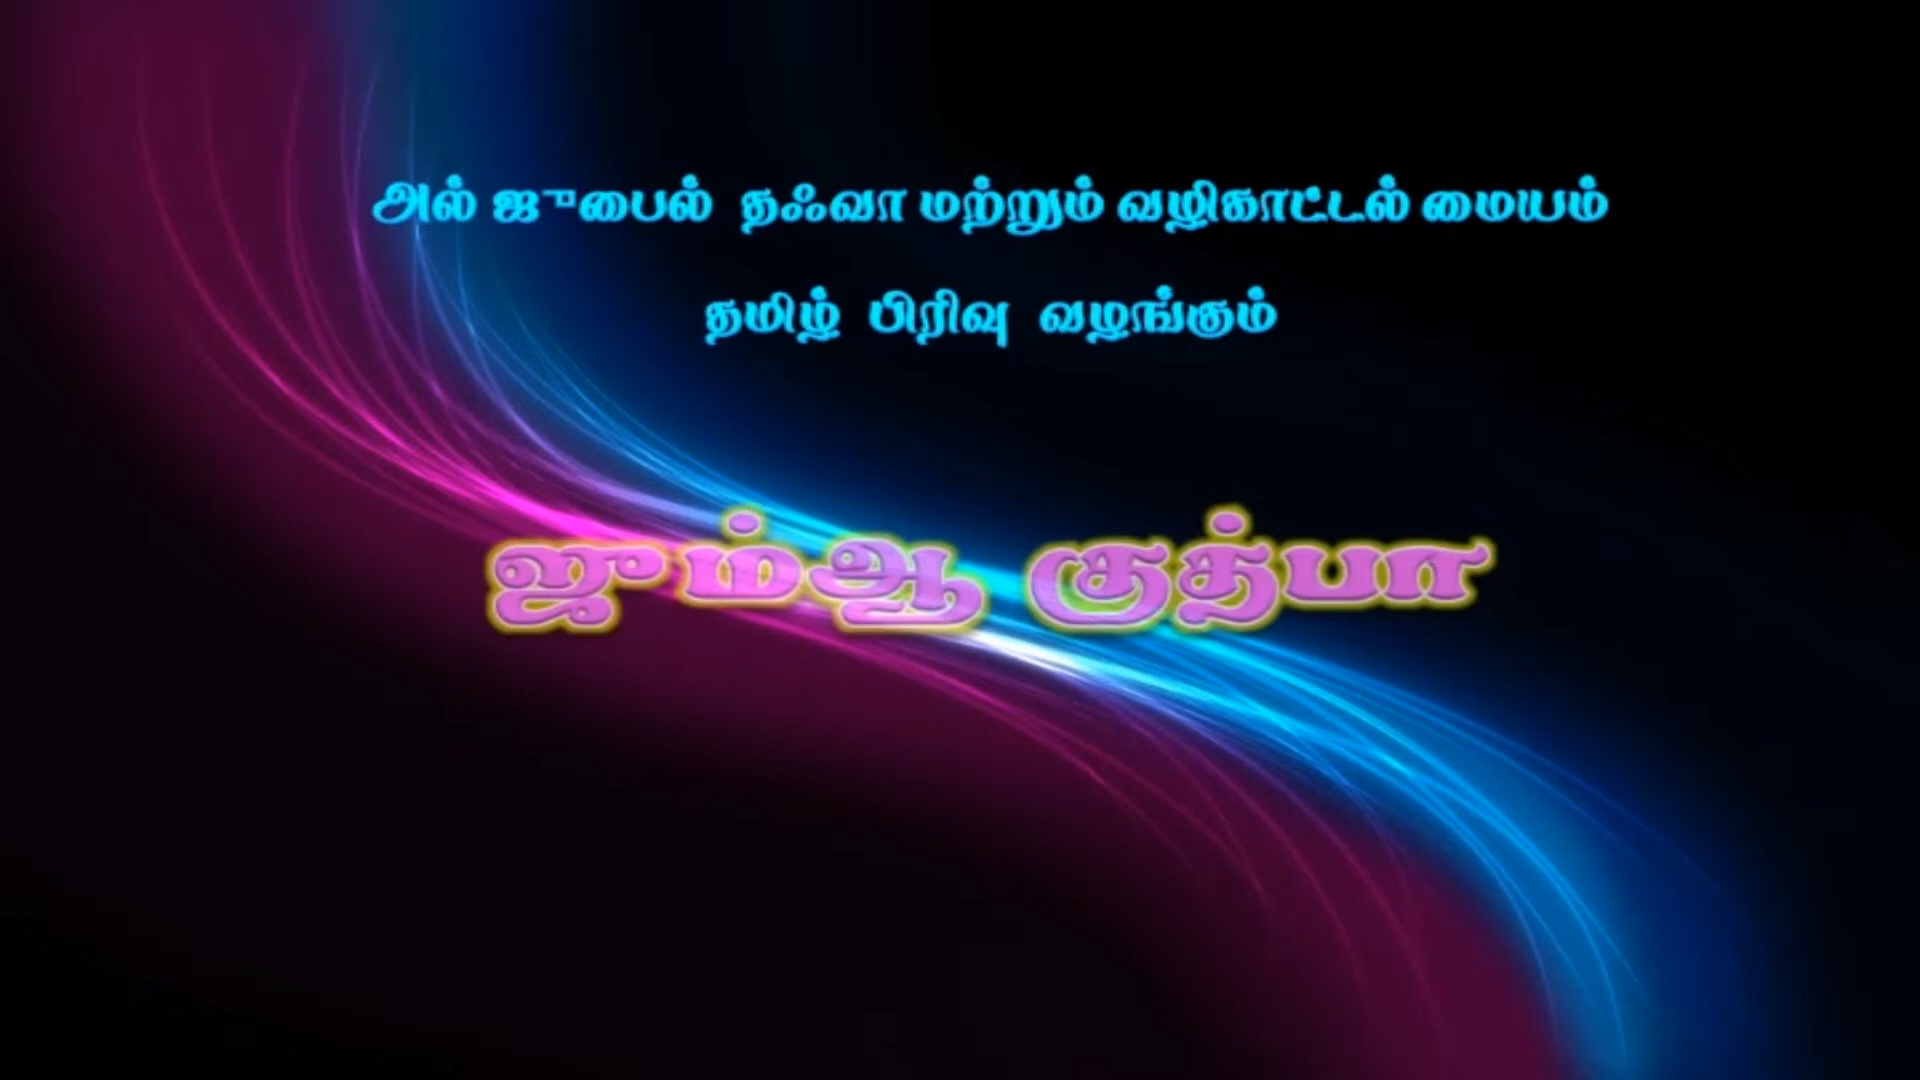 அல் ஜுபைல் தஃவா மற்றும் வழிகாட்டல் மையம்
தமிழ் பிரிவு வழங்கும்
ஜும்ஆ குத்பா